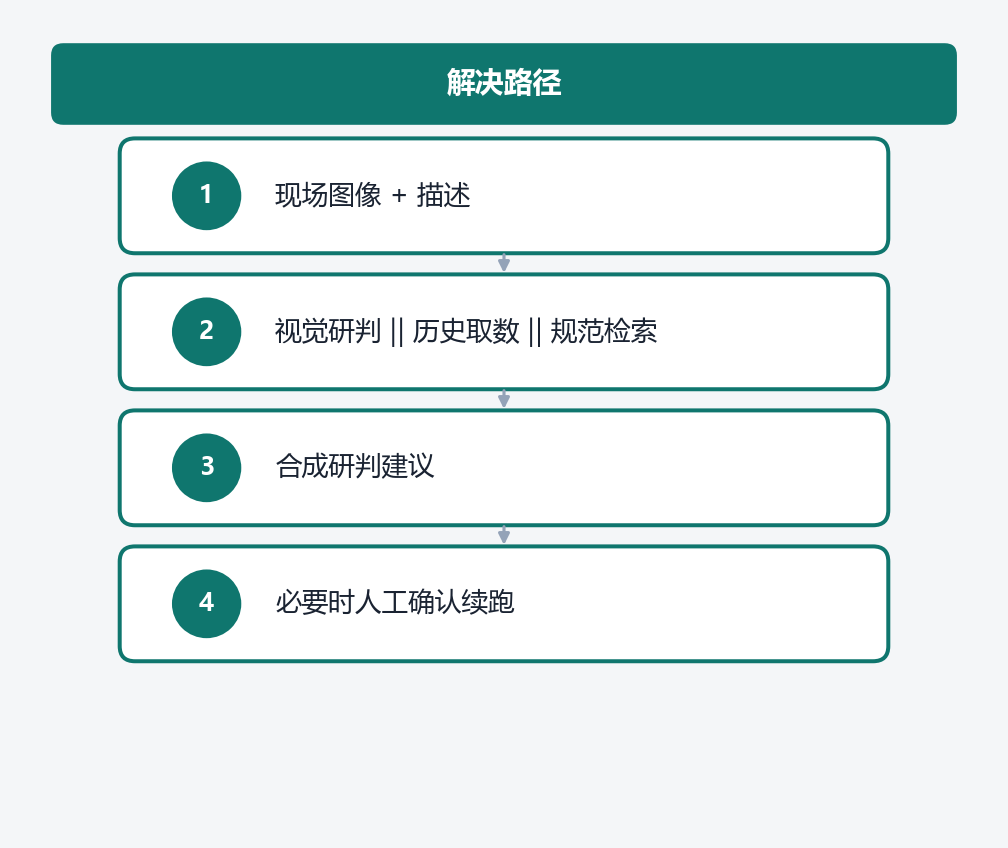 解决路径
1 现场图像 + 描述
2 视觉研判 || 历史取数 || 规范检索
3 合成研判建议
4 必要时人工确认续跑